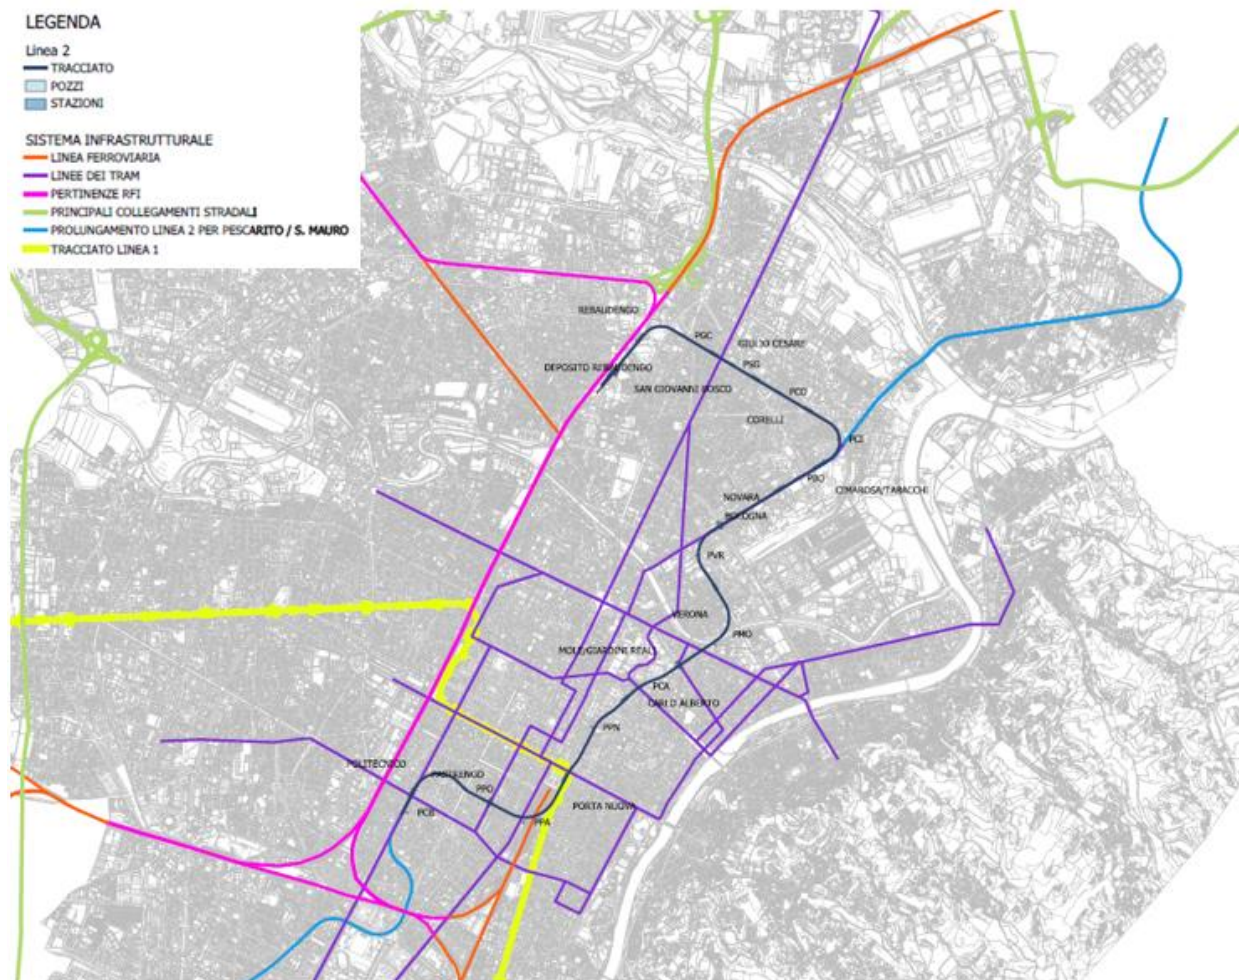 LEGENDA
Linea 2
TRACCIATO
POZZI
STAZIONI
SISTEMA INFRASTRUTTURALE
LINEA FERROVIARIA
LINEE DEI TRAM
PERTINENZE RFI
PRINCIPALI COLLEGAMENTI STRADALI
PROLUNGAMENTO LINEA 2 PER PESCARITO / S. MAURO
TRACCIATO LINEA 1
REBAUDENGO
PGC
GIULIO CESARE
DEPOSITO REBAUDENGO
PSG
SAN GIOVANNI BOSCO
PCO
CORELLI
PCI
PBO
CIMAROSA/TABACCHI
NOVARA
BOLOGNA
PVR
VERONA
PMO
MOLE/GIARDINI REALI
PCA
CARLO ALBERTO
PPN
POLITECNICO
PASTRENGO
PPO
PORTA NUOVA
PPA